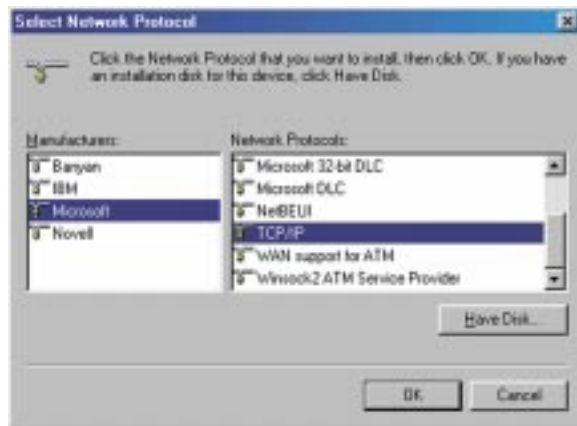 Select Network Protocol
Click the Network Protocol that you want to install, then click OK. If you have
an installation disk for this device, click Have Disk.
Manufacturers:
Banyan
IBM
Microsoft
Novell
Network Protocols:
Microsoft 32-bit DLC
Microsoft DLC
NetBEUI
TCP/IP
WAN support for ATM
Winsock2 ATM Service Provider
Have Disk...
OK
Cancel